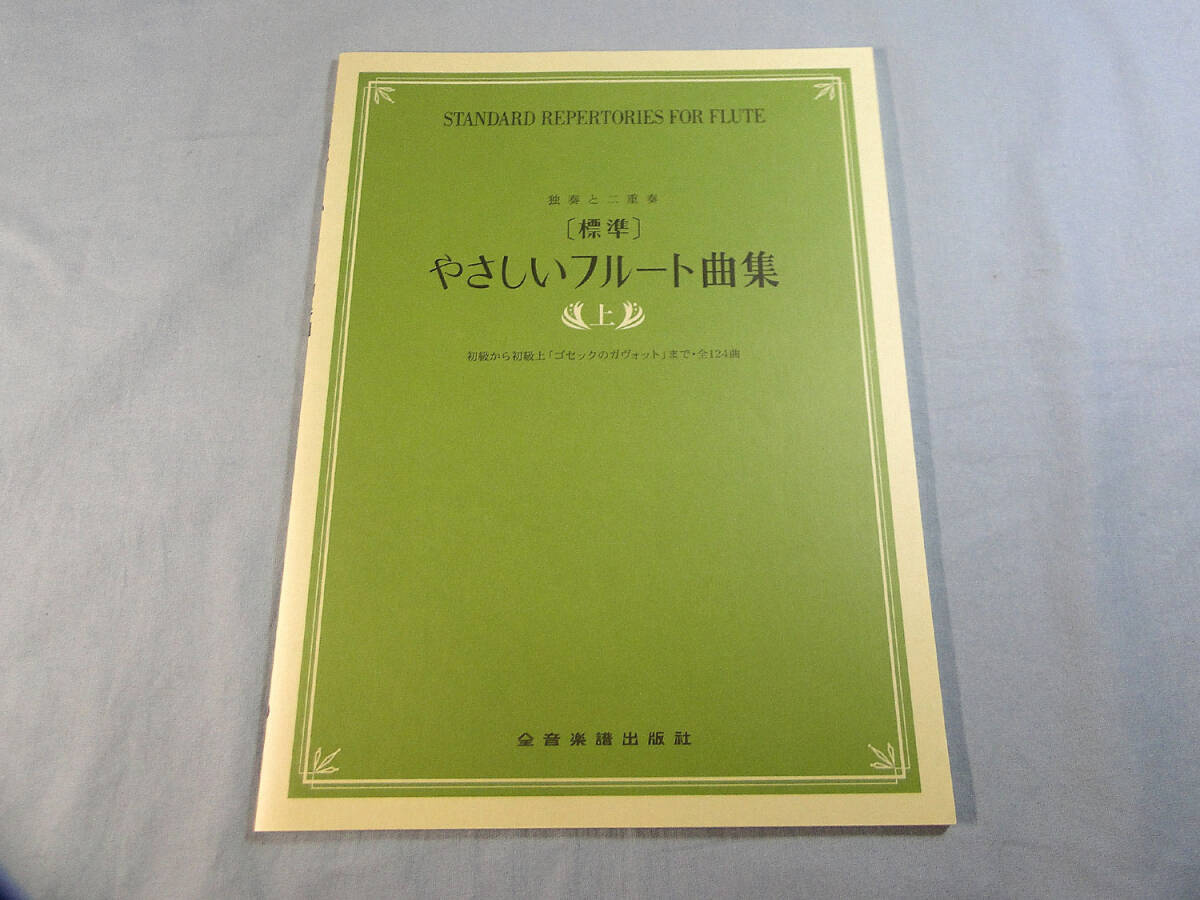 STANDARD REPERTORIES FOR FLUTE
独奏と二重奏
〔標準〕
やさしいフルート曲集
上
初級から初級上「ゴセックのガヴォット」まで・全124曲
全音楽譜出版社